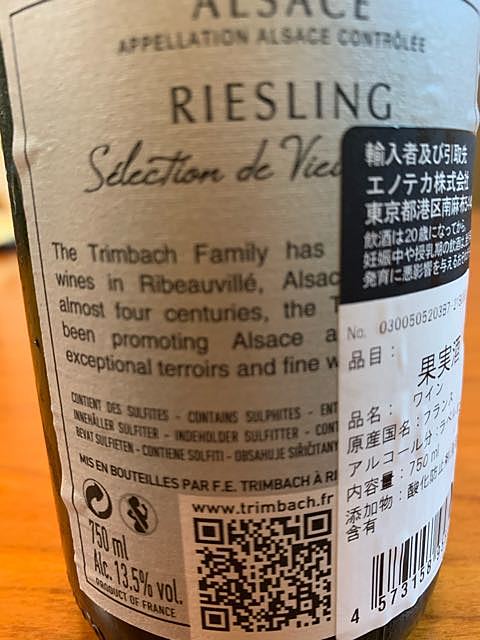 ALSACE
APPELLATION ALSACE CONTRÔLÉE
RIESLING
Sélection de
The Trimbach Family has
wines in Ribeauvillé,
almost four centuries, the
been promoting Alsace
exceptional terroirs and fine
CONTIENT DES SULFITES - CONTAINS SULPHITES -
INNEHÅLLER SULFITER - INDEHOLDER SULFITTER -
BEVAT SULFIETEN - CONTIENE SOLFITI - OBSAHUJE
MIS EN BOUTEILLES PAR F.E. TRIMBACH À
www.trimbach.fr
750 ml
Alc. 13.5% vol.
PRODUCT OF FRANCE
輸入者及び引取先
エノテカ株式会社
東京都港区南麻布
飲酒は20歳になってから
妊娠中や授乳期の飲酒は
発育に悪影響を与えるおそれ
No. 0300505203B7
品目：
果実酒
品名：ワイン
原産国名：フランス
アルコール分：
内容量：750 ml
添加物：酸化防止剤
含有
4 573158